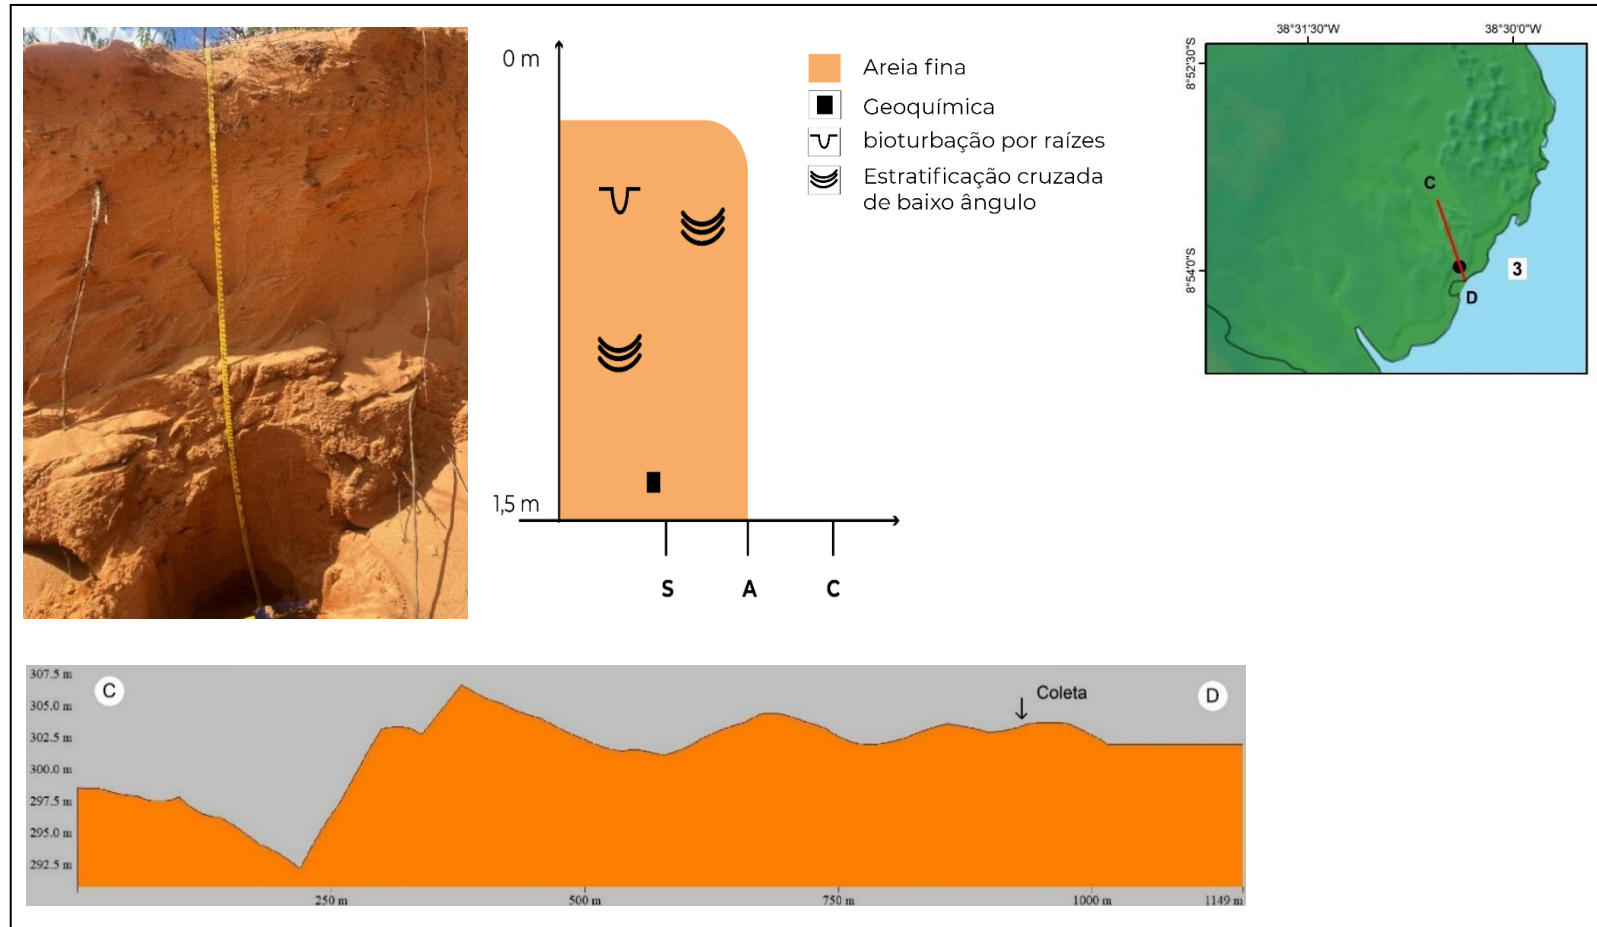 0 m
1,5 m
S A C
Areia fina
Geoquímica
bioturbação por raízes
Estratificação cruzada
de baixo ângulo
38°31'30"W 38°30'0"W
8°52'30"S
8°54'0"S
C
3
D
307.5 m
305.0 m
302.5 m
300.0 m
297.5 m
295.0 m
292.5 m
C
Coleta
D
250 m 500 m 750 m 1000 m 1149 m